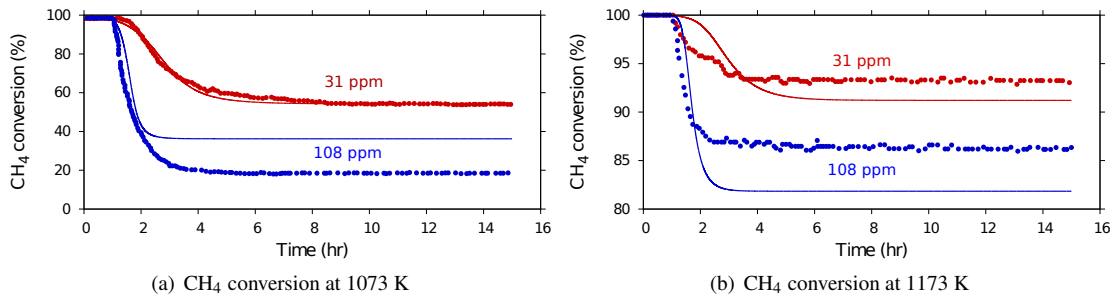 CH4 conversion (%)
100
80
60
40
20
0
31 ppm
108 ppm
0 2 4 6 8 10 12 14 16
Time (hr)
(a) CH4 conversion at 1073 K
CH4 conversion (%)
100
95
90
85
80
31 ppm
108 ppm
0 2 4 6 8 10 12 14 16
Time (hr)
(b) CH4 conversion at 1173 K